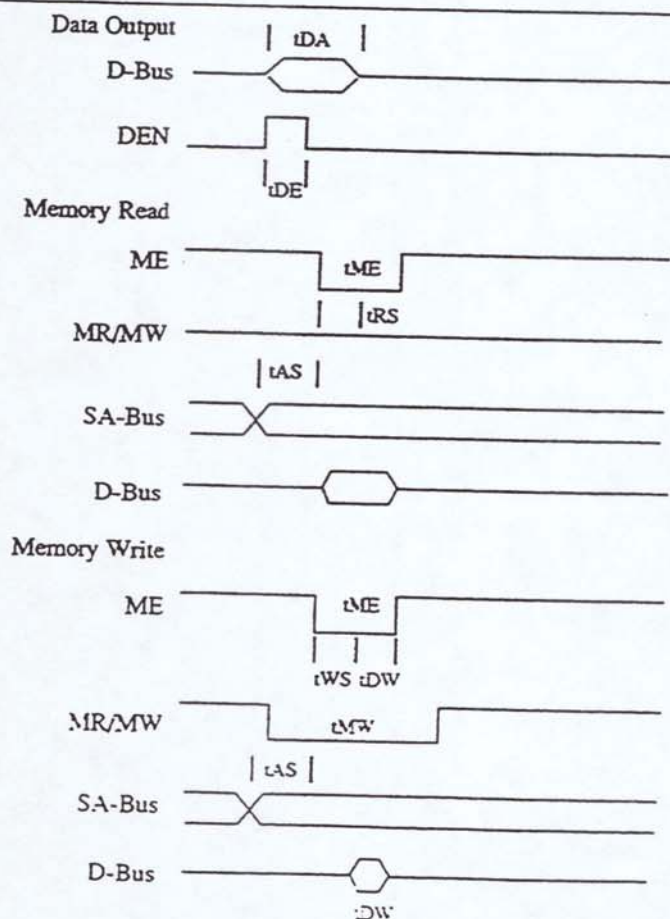 Data Output
tDA
D-Bus
DEN
tDE
Memory Read
ME
tME
tRS
MR/MW
tAS
SA-Bus
D-Bus
Memory Write
ME
tME
tWS tDW
MR/MW
tMW
tAS
SA-Bus
D-Bus
tDW